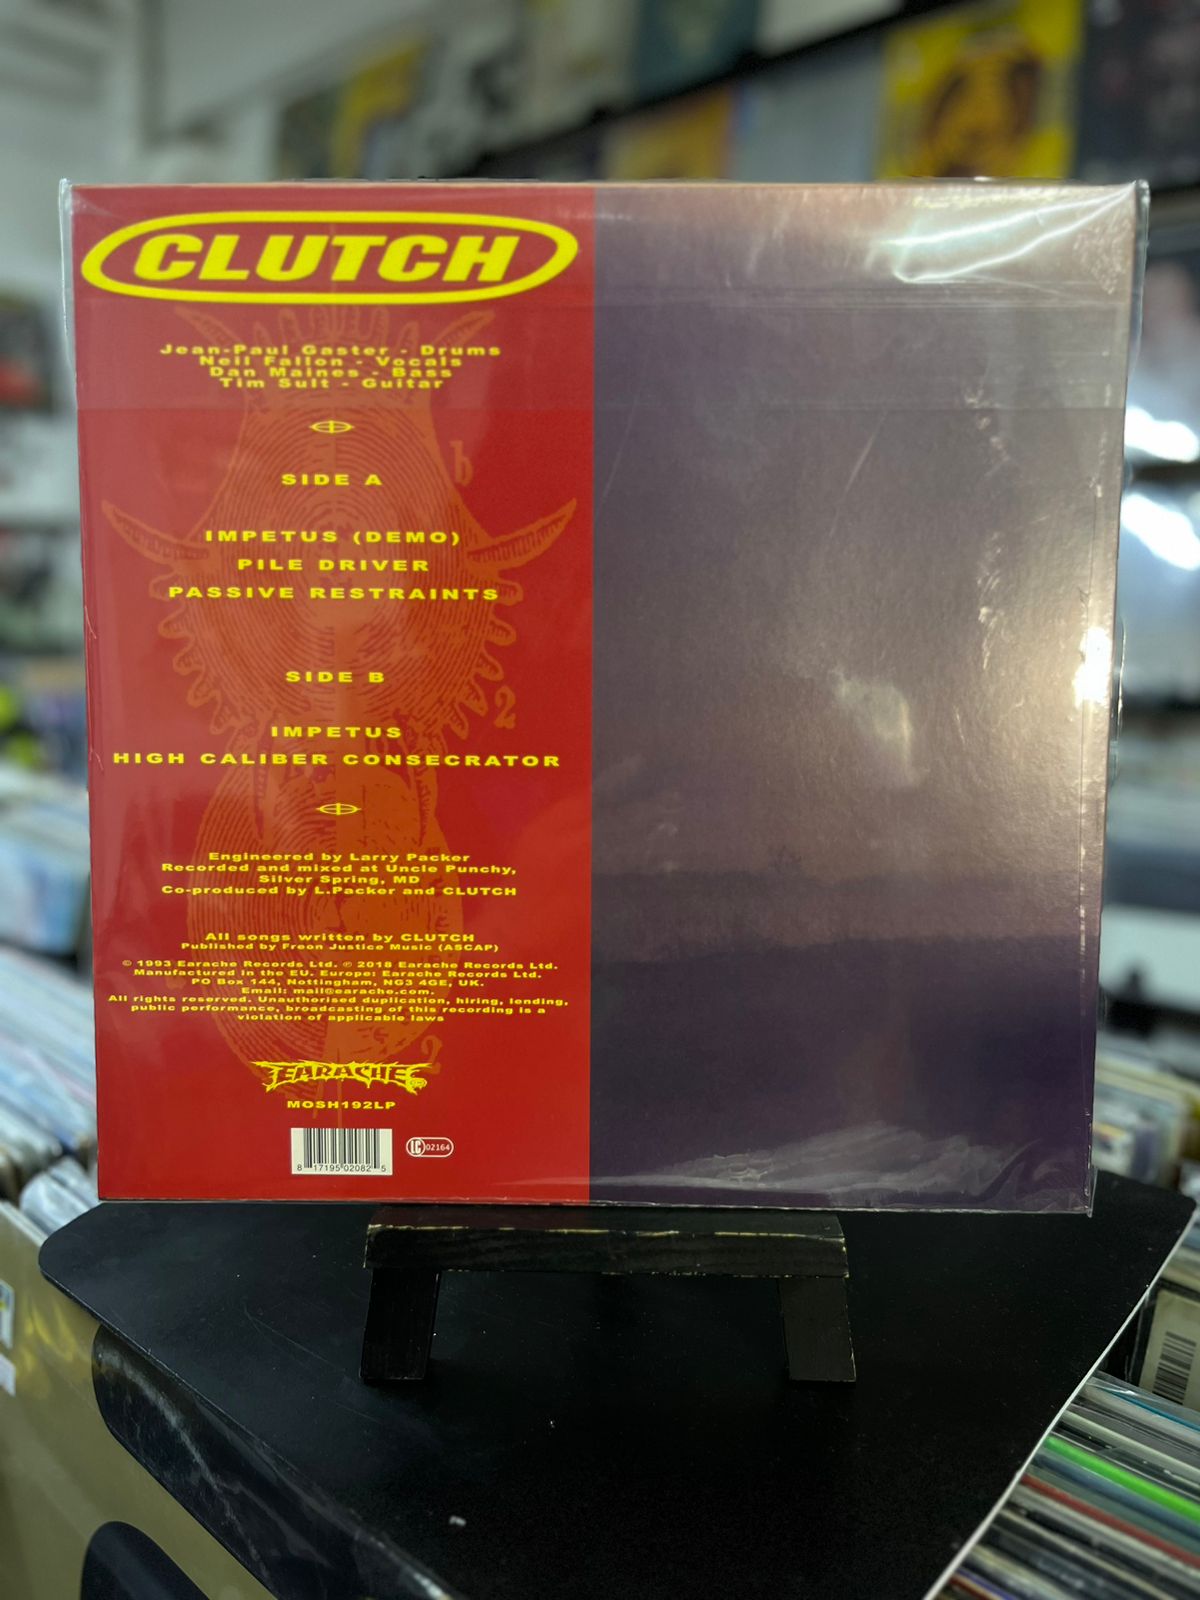 CLUTCH
Jean-Paul Gaster - Drums
Neil Fallon - Vocals
Dan Maines - Bass
Tim Sult - Guitar
b
SIDE A
IMPETUS (DEMO)
PILE DRIVER
PASSIVE RESTRAINTS
SIDE B
2
IMPETUS
HIGH CALIBER CONSECRATOR
Engineered by Larry Packer
Recorded and mixed at Uncle Punchy,
Silver Spring, MD
Co-produced by L.Packer and CLUTCH
All songs written by CLUTCH
Published by Freon Justice Music (ASCAP)
© 1993 Earache Records Ltd. ℗ 2018 Earache Records Ltd.
Manufactured in the EU. Europe: Earache Records Ltd.
PO Box 144, Nottingham, NG3 4GE, UK.
Email: mail@earache.com.
All rights reserved. Unauthorised duplication, hiring, lending,
public performance, broadcasting of this recording is a
violation of applicable laws
2
EARACHE
MOSH192LP
8 17195 02082 5
LC 02164